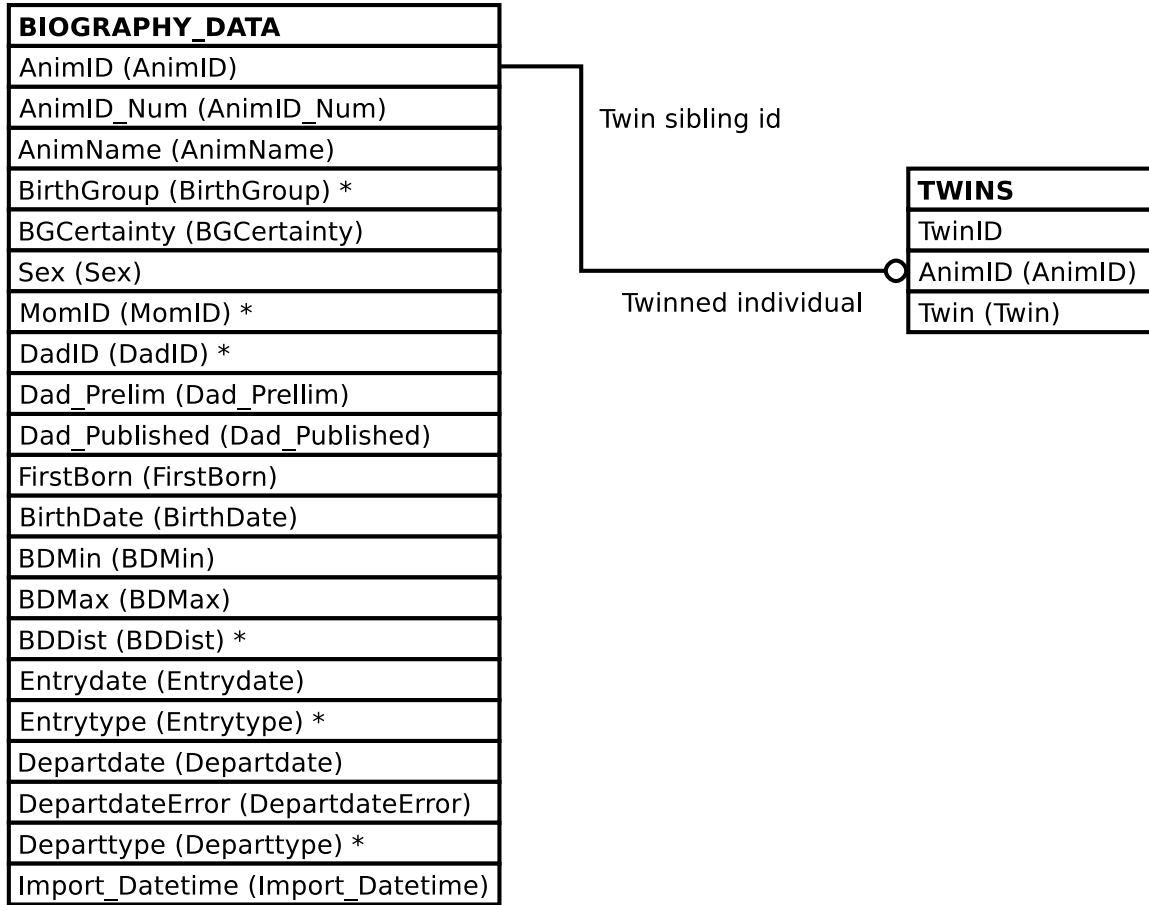 BIOGRAPHY_DATA
AnimID (AnimID)
AnimID_Num (AnimID_Num)
AnimName (AnimName)
BirthGroup (BirthGroup) *
BGCertainty (BGCertainty)
Sex (Sex)
MomID (MomID) *
DadID (DadID) *
Dad_Prelim (Dad_Prellim)
Dad_Published (Dad_Published)
FirstBorn (FirstBorn)
BirthDate (BirthDate)
BDMin (BDMin)
BDMax (BDMax)
BDDist (BDDist) *
Entrydate (Entrydate)
Entrytype (Entrytype) *
Departdate (Departdate)
DepartdateError (DepartdateError)
Departtype (Departtype) *
Import_Datetime (Import_Datetime)
Twin sibling id
Twinned individual
TWINS
TwinID
AnimID (AnimID)
Twin (Twin)